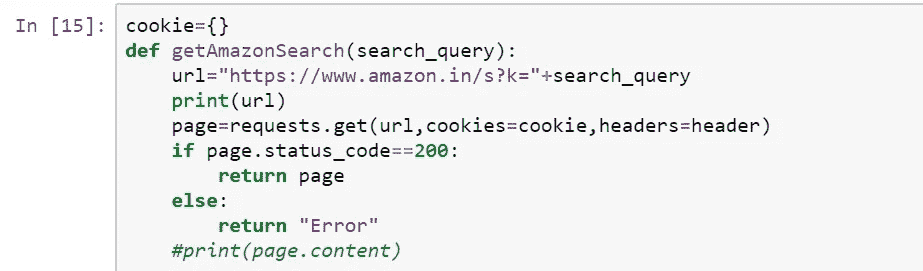 In [15]: cookie={}
def getAmazonSearch(search_query):
    url="https://www.amazon.in/s?k="+search_query
    print(url)
    page=requests.get(url,cookies=cookie,headers=header)
    if page.status_code==200:
        return page
    else:
        return "Error"
    #print(page.content)